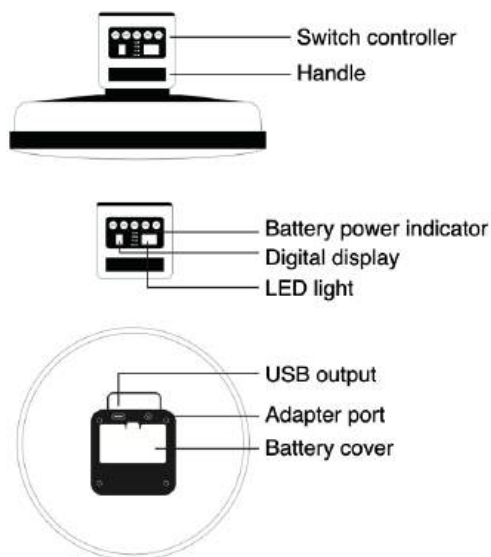 Switch controller
Handle
Battery power indicator
Digital display
LED light
USB output
Adapter port
Battery cover